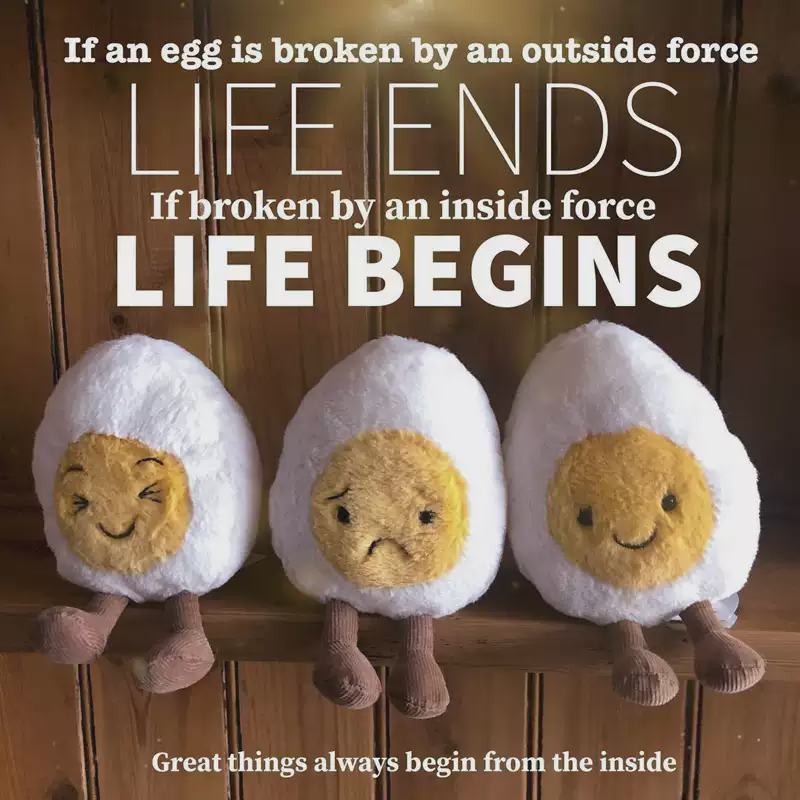 If an egg is broken by an outside force
LIFE ENDS
If broken by an inside force
LIFE BEGINS
Great things always begin from the inside